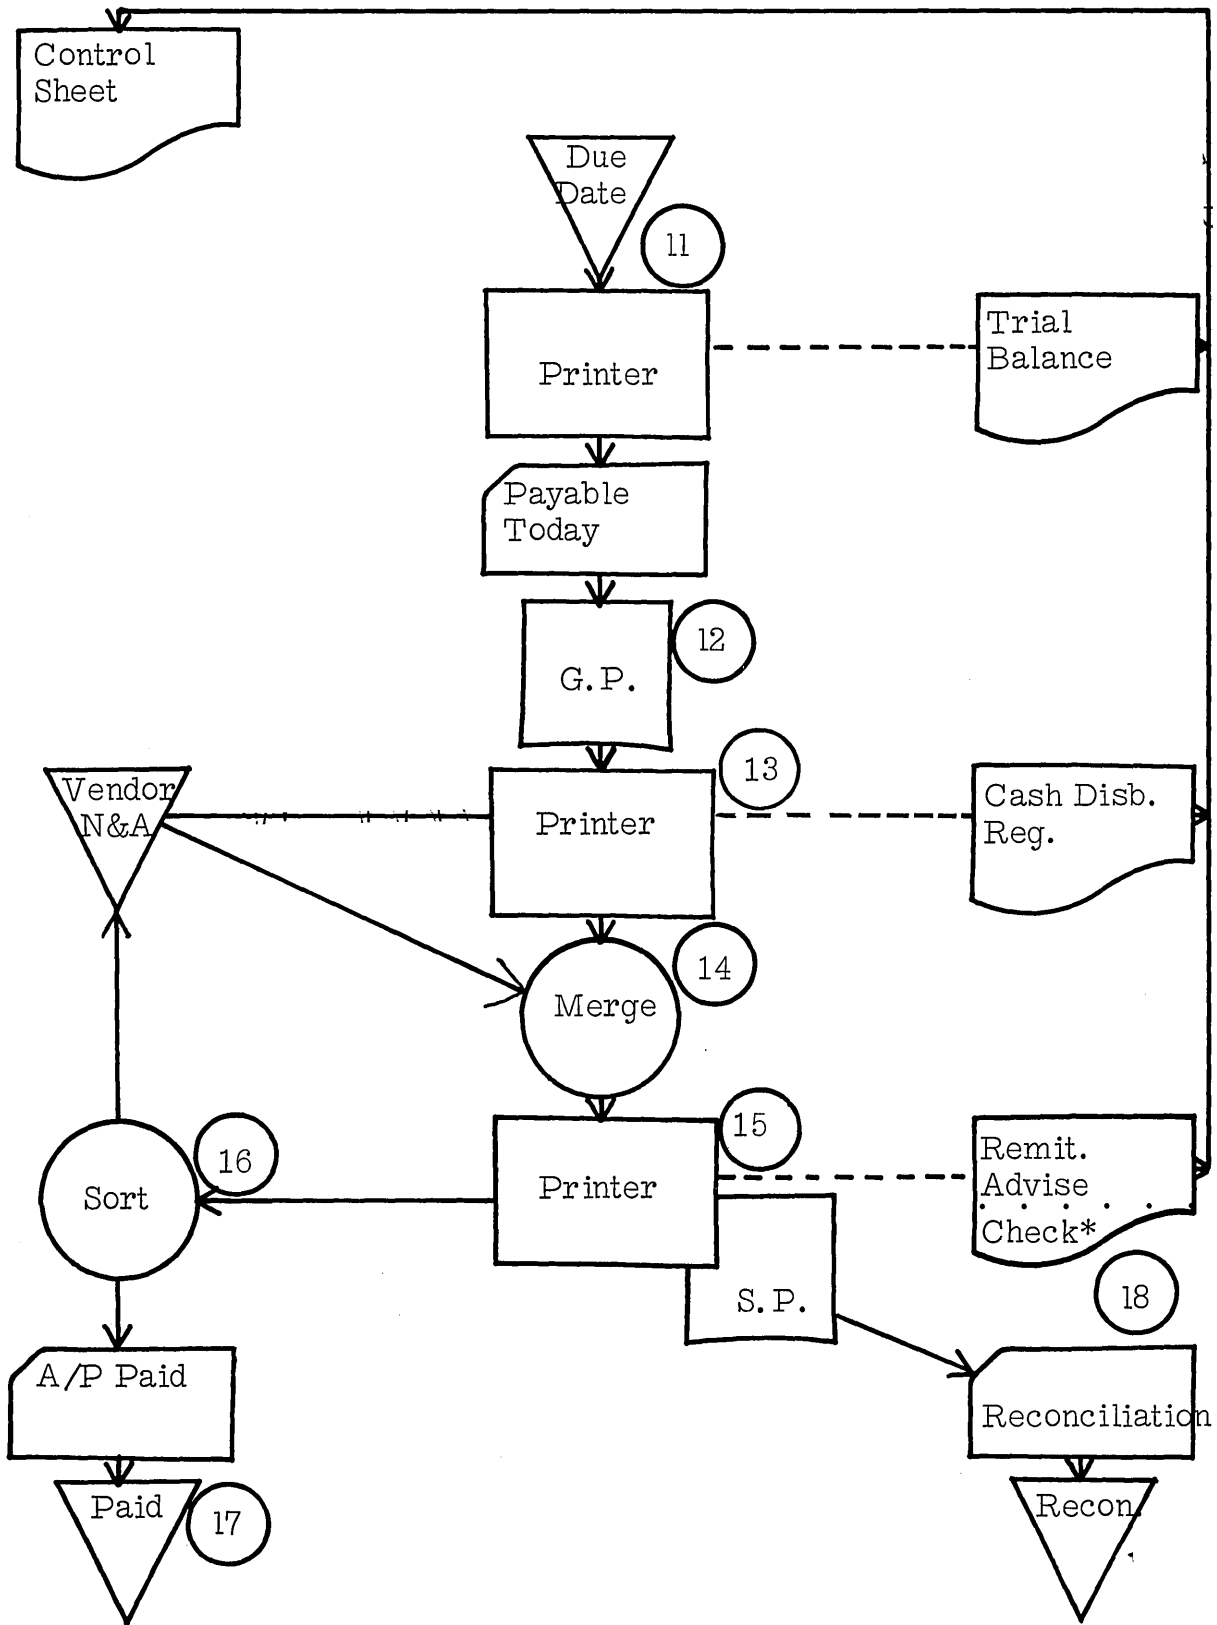 Control
Sheet
Due
Date
11
Printer
Trial
Balance
Payable
Today
12
G.P.
13
Vendor
N&A
Printer
Cash Disb.
Reg.
14
Merge
15
16
Sort
Printer
Remit.
Advise
Check*
18
S.P.
A/P Paid
Reconciliation
Paid
17
Recon.